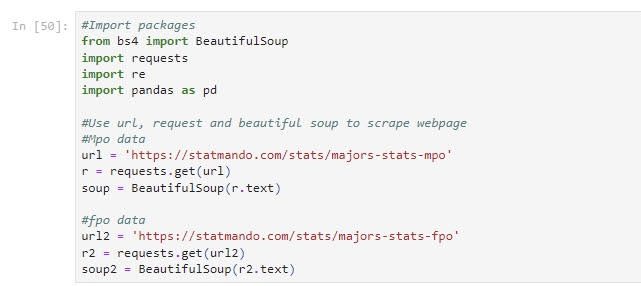 In [50]:
#Import packages
from bs4 import BeautifulSoup
import requests
import re
import pandas as pd
#Use url, request and beautiful soup to scrape webpage
#Mpo data
url = 'https://statmando.com/stats/majors-stats-mpo'
r = requests.get(url)
soup = BeautifulSoup(r.text)
#fpo data
url2 = 'https://statmando.com/stats/majors-stats-fpo'
r2 = requests.get(url2)
soup2 = BeautifulSoup(r2.text)